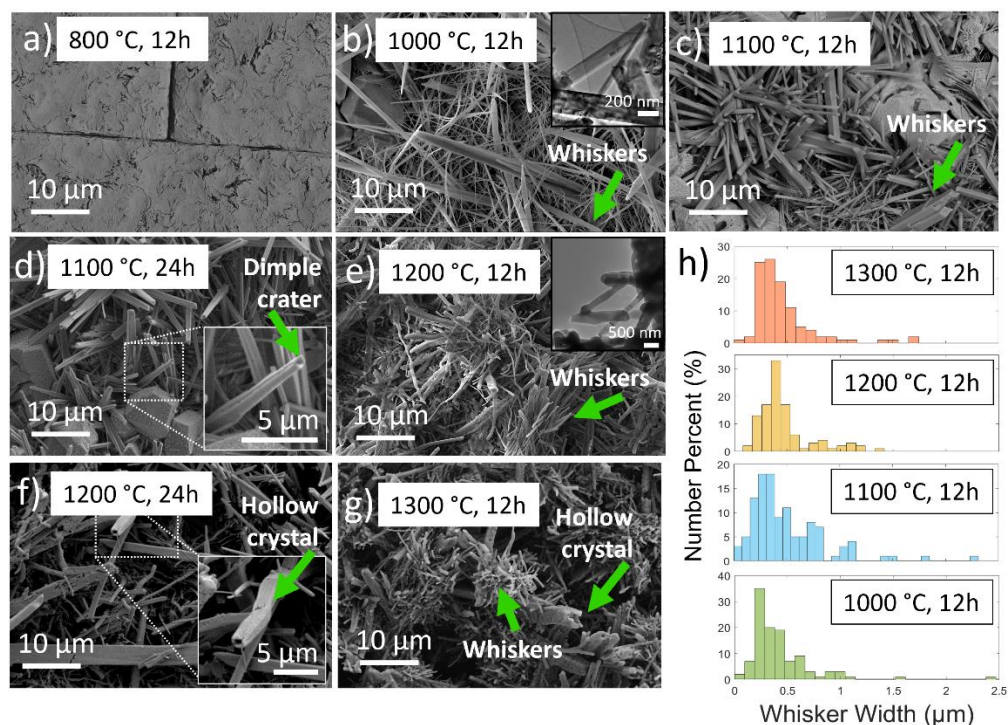 a) 800 °C, 12h
10 µm
b) 1000 °C, 12h
200 nm
Whiskers
10 µm
c) 1100 °C, 12h
Whiskers
10 µm
d) 1100 °C, 24h
Dimple
crater
10 µm
5 µm
e) 1200 °C, 12h
500 nm
Whiskers
10 µm
f) 1200 °C, 24h
Hollow
crystal
10 µm
5 µm
g) 1300 °C, 12h
Hollow
crystal
Whiskers
10 µm
h)
Number Percent (%)
30
20
10
0
1300 °C, 12h
30
20
10
0
1200 °C, 12h
20
15
10
5
0
1100 °C, 12h
40
30
20
10
0
1000 °C, 12h
0 0.5 1 1.5 2 2.5
Whisker Width (µm)